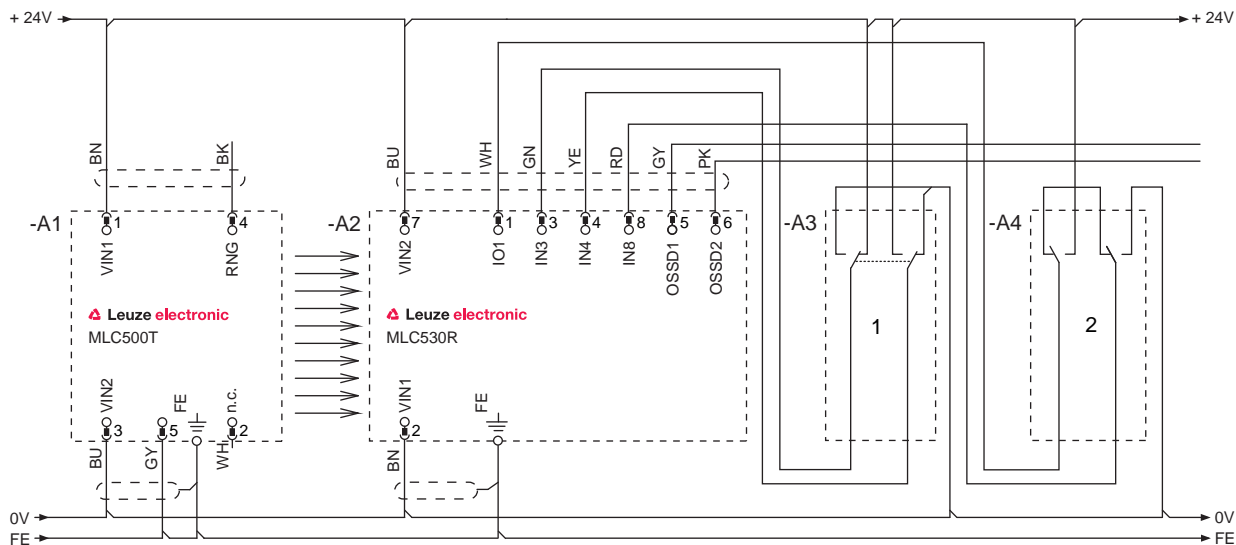 + 24V
+ 24V
BN
BK
BU
WH
GN
YE
RD
GY
PK
-A1
1
4
-A2
7
1
3
4
8
5
6
-A3
-A4
VIN1
RNG
VIN2
IO1
IN3
IN4
IN8
OSSD1
OSSD2
Leuze electronic
MLC500T
Leuze electronic
MLC530R
1
2
VIN2
FE
n.c.
VIN1
FE
3
5
2
2
BU
GY
WH
BN
0V
0V
FE
FE